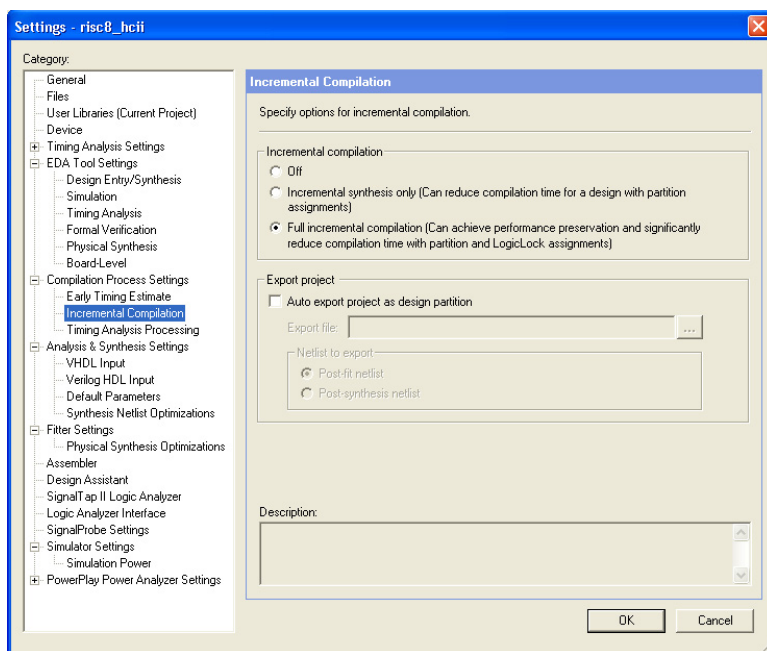 Settings - risc8_hcii
Category:
General
Files
User Libraries (Current Project)
Device
Timing Analysis Settings
EDA Tool Settings
Design Entry/Synthesis
Simulation
Timing Analysis
Formal Verification
Physical Synthesis
Board-Level
Compilation Process Settings
Early Timing Estimate
Incremental Compilation
Timing Analysis Processing
Analysis & Synthesis Settings
VHDL Input
Verilog HDL Input
Default Parameters
Synthesis Netlist Optimizations
Fitter Settings
Physical Synthesis Optimizations
Assembler
Design Assistant
SignalTap II Logic Analyzer
Logic Analyzer Interface
SignalProbe Settings
Simulator Settings
Simulation Power
PowerPlay Power Analyzer Settings
Incremental Compilation
Specify options for incremental compilation.
Incremental compilation
Off
Incremental synthesis only (Can reduce compilation time for a design with partition
assignments)
Full incremental compilation (Can achieve performance preservation and significantly
reduce compilation time with partition and LogicLock assignments)
Export project
Auto export project as design partition
Export file:
...
Netlist to export
Post-fit netlist
Post-synthesis netlist
Description:
OK
Cancel